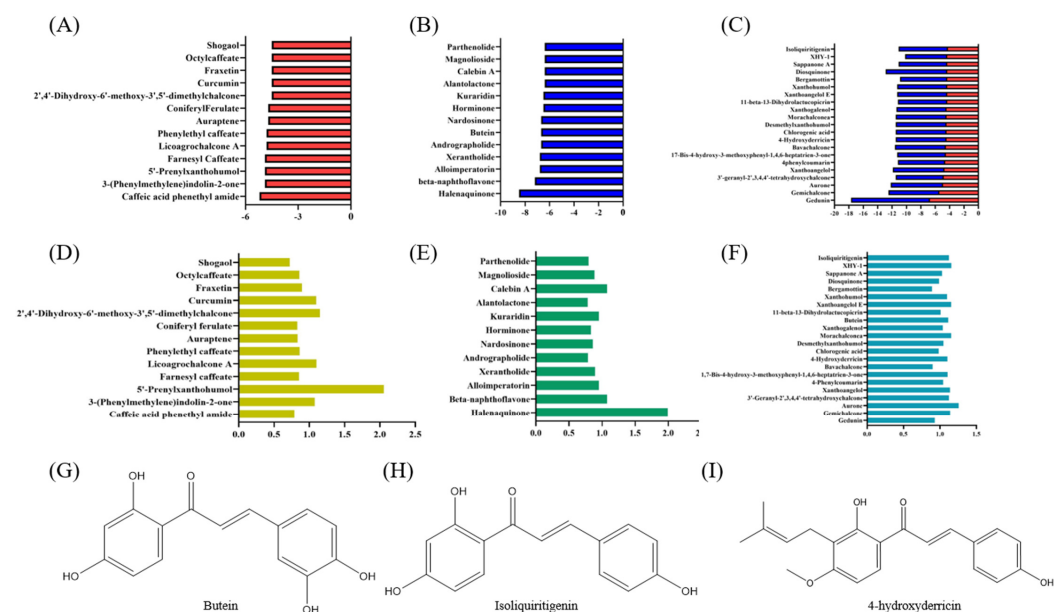 (A)
Shogaol
Octylcaffeate
Fraxetin
Curcumin
2',4'-Dihydroxy-6'-methoxy-3',5'-dimethylchalcone
ConiferylFerulate
Auraptene
Phenylethyl caffeate
Licoagrochalcone A
Farnesyl Caffeate
5'-Prenylxanthohumol
3-(Phenylmethylene)indolin-2-one
Caffeic acid phenethyl amide
-6 -3 0
(B)
Parthenolide
Magnolioside
Calebin A
Alantolactone
Kuraridin
Horminone
Nardosinone
Butein
Andrographolide
Xerantholide
Alloimperatorin
beta-naphthoflavone
Halenaquinone
-10 -8 -6 -4 -2 0
(C)
Isoliquiritigenin
XHY-1
Sappanone A
Diosquinone
Bergamottin
Xanthohumol
Xanthoangelol E
11-beta-13-Dihydrolactucopicrin
Xanthogalenol
Morachalconea
Desmethylxanthohumol
Chlorogenic acid
4-Hydroxyderricin
Bavachalcone
17-Bis-4-hydroxy-3-methoxyphenyl-1,4,6-heptatrien-3-one
4phenylcoumarin
Xanthoangelol
3'-geranyl-2',3,4,4'-tetrahydroxychalcone
Aurone
Gemichalcone
Gedunin
-20 -18 -16 -14 -12 -10 -8 -6 -4 -2 0
(D)
Shogaol
Octylcaffeate
Fraxetin
Curcumin
2',4'-Dihydroxy-6'-methoxy-3',5'-dimethylchalcone
Coniferyl ferulate
Auraptene
Phenylethyl caffeate
Licoagrochalcone A
Farnesyl caffeate
5'-Prenylxanthohumol
3-(Phenylmethylene)indolin-2-one
Caffeic acid phenethyl amide
0.0 0.5 1.0 1.5 2.0 2.5
(E)
Parthenolide
Magnolioside
Calebin A
Alantolactone
Kuraridin
Horminone
Nardosinone
Andrographolide
Xerantholide
Alloimperatorin
Beta-naphthoflavone
Halenaquinone
0.0 0.5 1.0 1.5 2.0
(F)
Isoliquiritigenin
XHY-1
Sappanone A
Diosquinone
Bergamottin
Xanthohumol
Xanthoangelol E
11-beta-13-Dihydrolactucopicrin
Butein
Xanthogalenol
Morachalconea
Desmethylxanthohumol
Chlorogenic acid
4-Hydroxyderricin
Bavachalcone
1,7-Bis-4-hydroxy-3-methoxyphenyl-1,4,6-heptatrien-3-one
4-Phenylcoumarin
Xanthoangelol
3'-Geranyl-2',3,4,4'-tetrahydroxychalcone
Aurone
Gemichalcone
Gedunin
0.0 0.5 1.0 1.5
(G)
OH O
HO OH
OH
Butein
(H)
OH O
HO OH
Isoliquiritigenin
(I)
OH O
O OH
4-hydroxyderricin